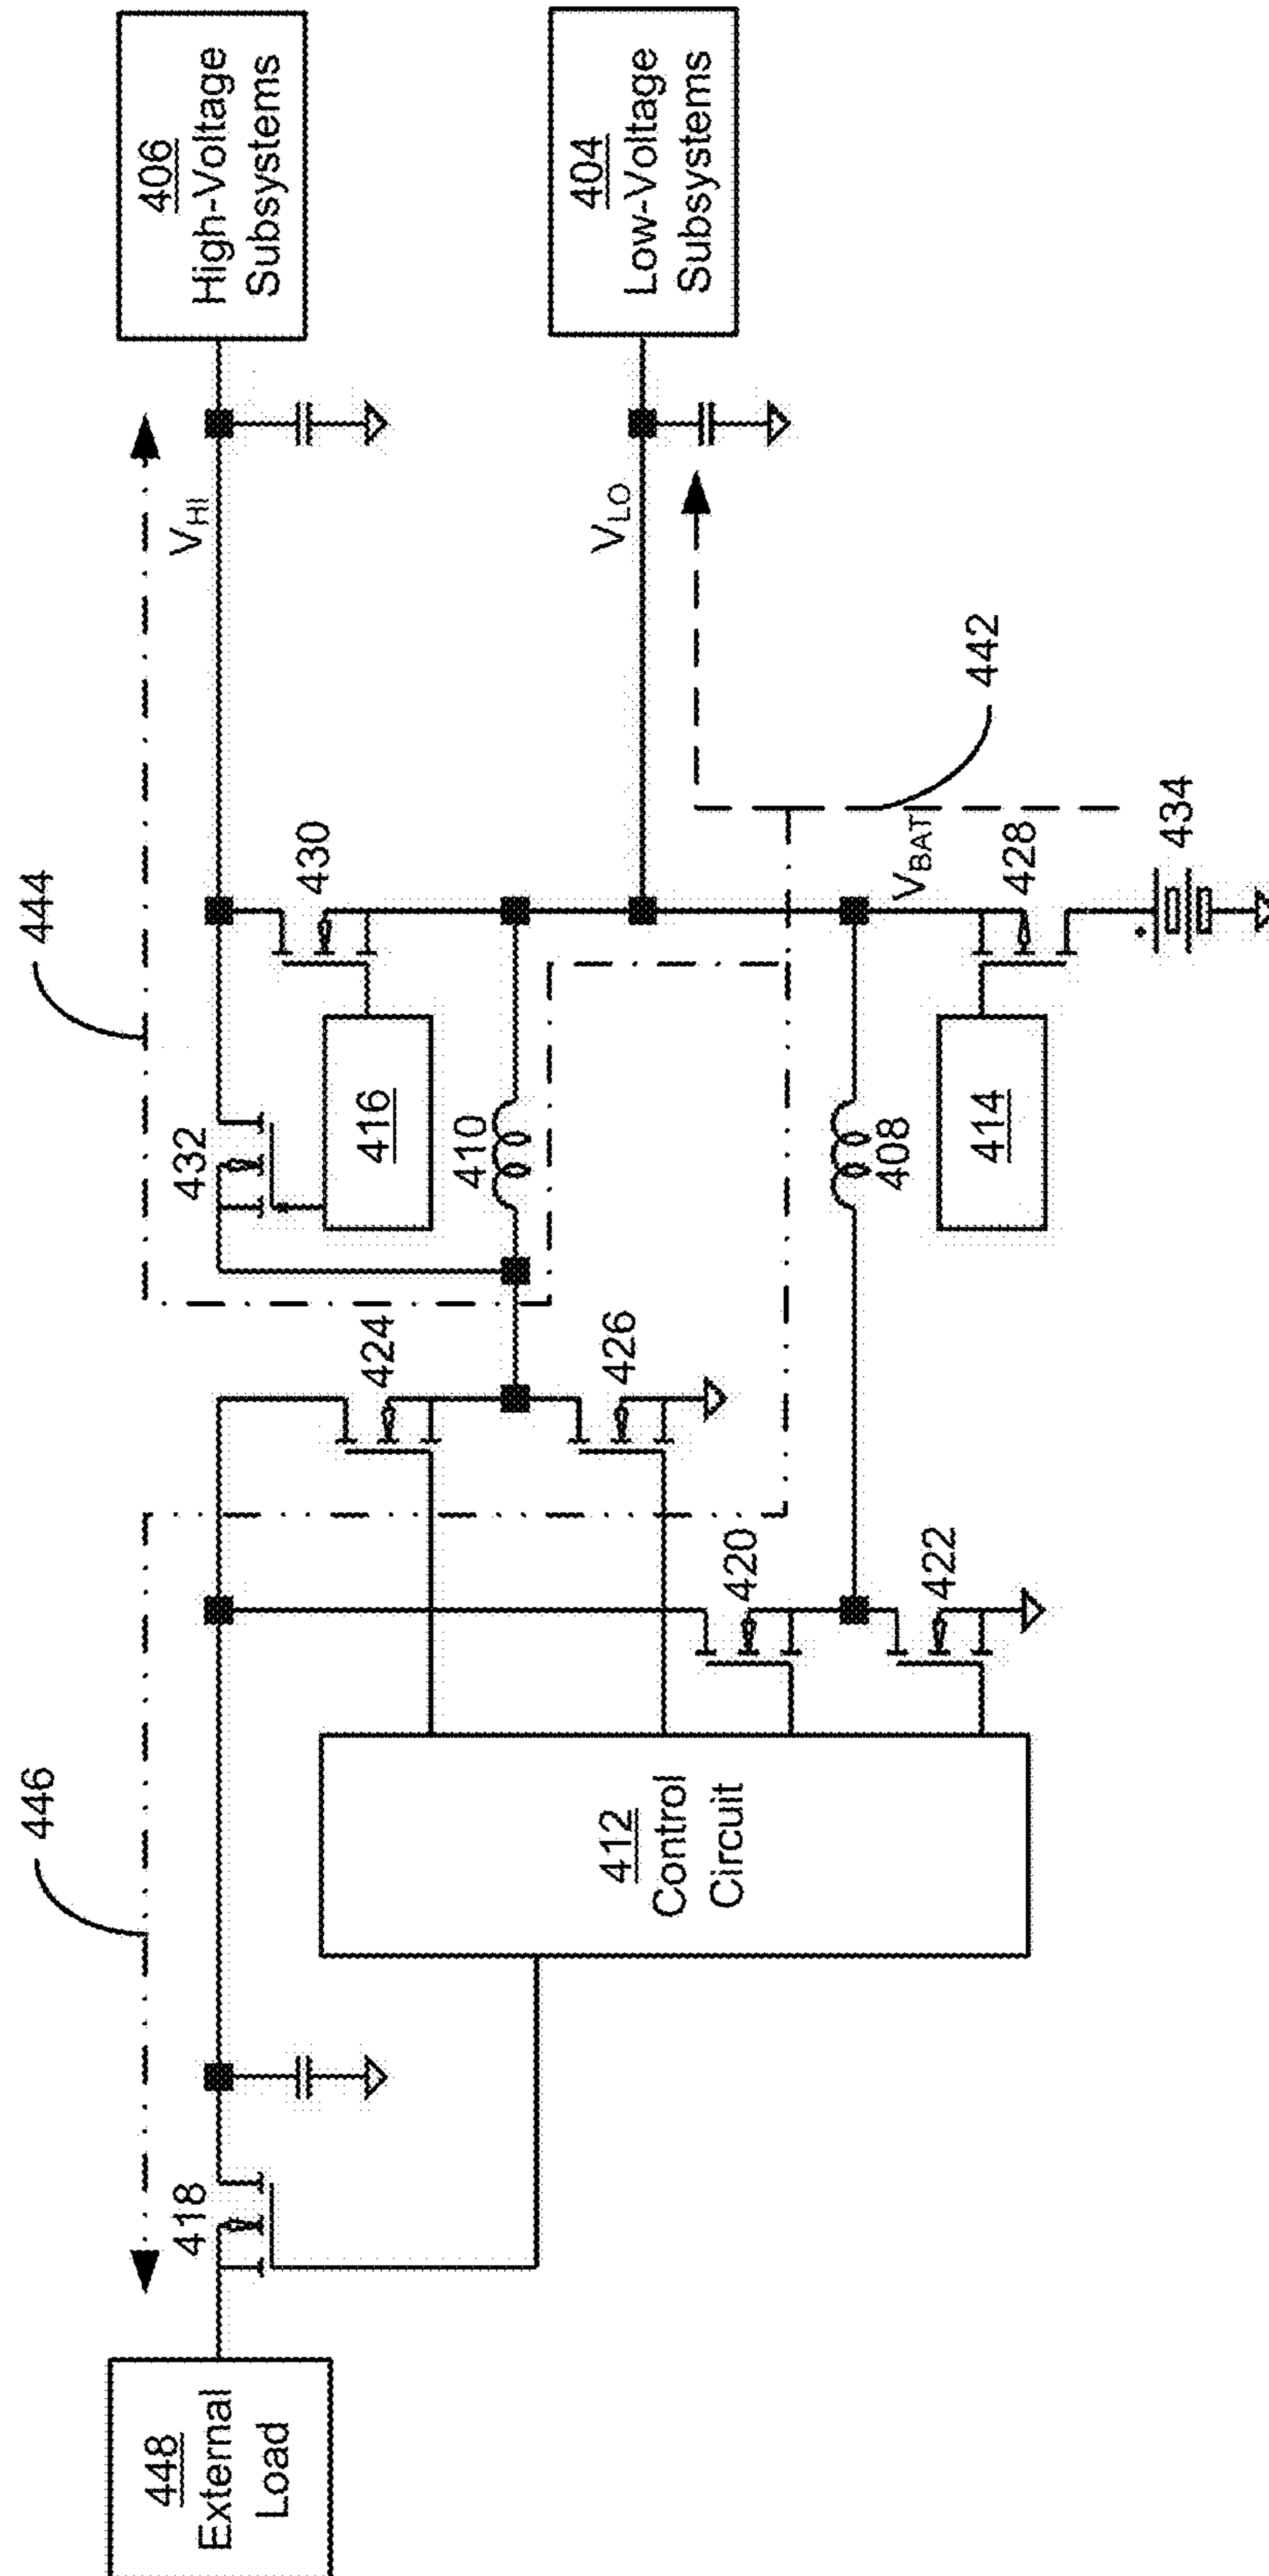 446
444
448
External
Load
418
412
Control
Circuit
420
422
424
426
432
416
410
408
414
430
V_HI
V_LO
V_BAT
428
434
442
406
High-Voltage
Subsystems
404
Low-Voltage
Subsystems